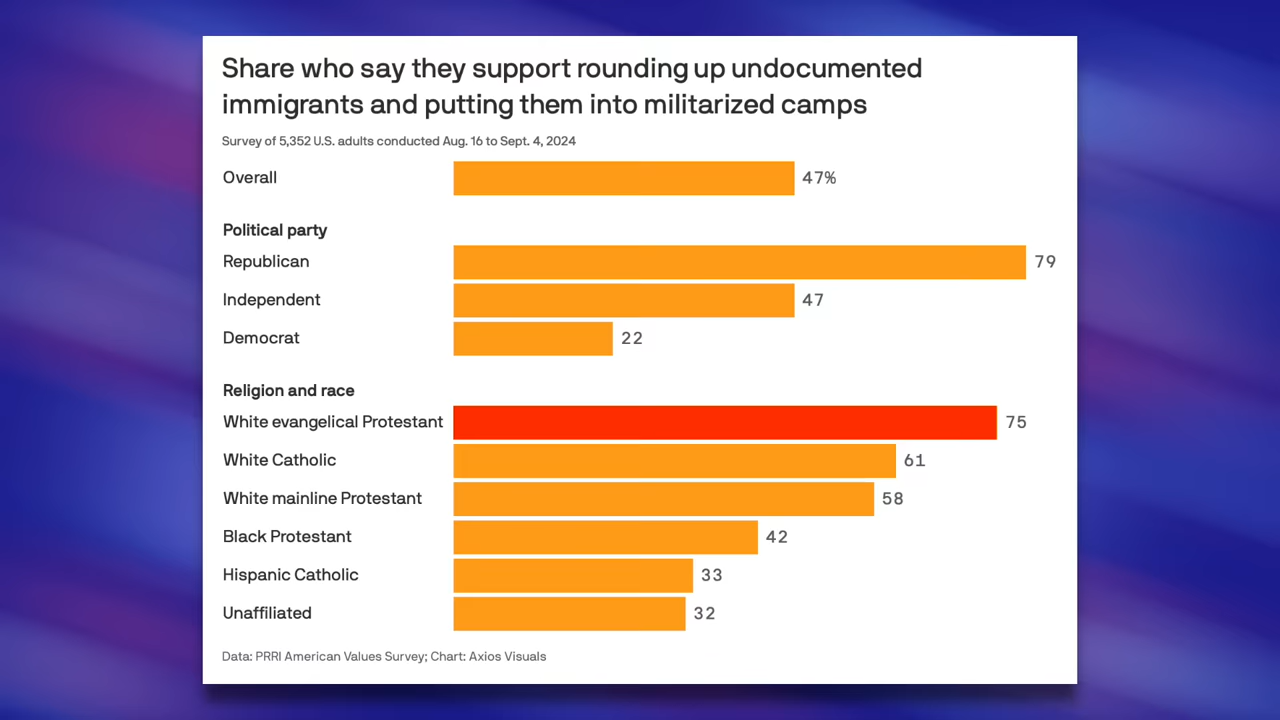 Share who say they support rounding up undocumented
immigrants and putting them into militarized camps
Survey of 5,352 U.S. adults conducted Aug. 16 to Sept. 4, 2024
Overall 47%
Political party
Republican 79
Independent 47
Democrat 22
Religion and race
White evangelical Protestant 75
White Catholic 61
White mainline Protestant 58
Black Protestant 42
Hispanic Catholic 33
Unaffiliated 32
Data: PRRI American Values Survey; Chart: Axios Visuals